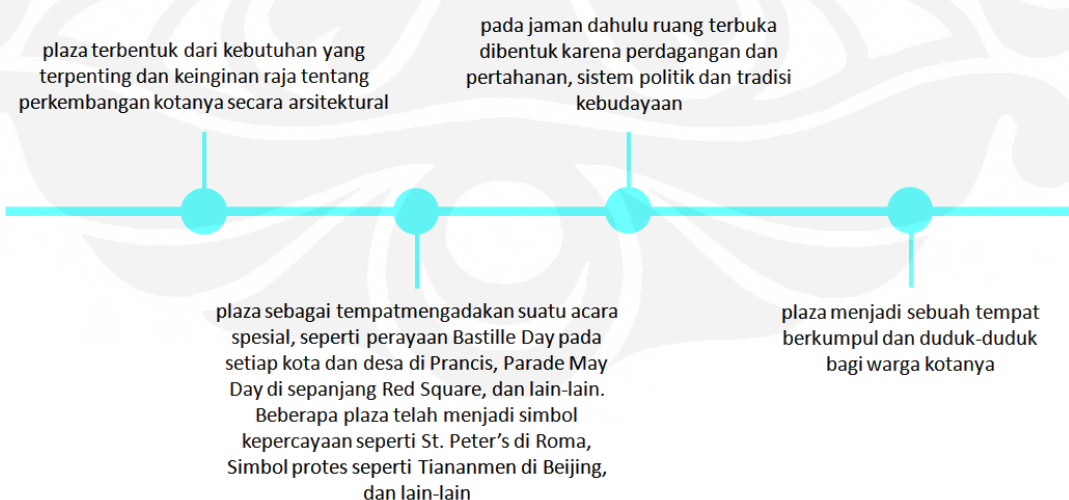 plaza terbentuk dari kebutuhan yang
terpenting dan keinginan raja tentang
perkembangan kotanya secara arsitektural
plaza sebagai tempatmengadakan suatu acara
spesial, seperti perayaan Bastille Day pada
setiap kota dan desa di Prancis, Parade May
Day di sepanjang Red Square, dan lain-lain.
Beberapa plaza telah menjadi simbol
kepercayaan seperti St. Peter’s di Roma,
Simbol protes seperti Tiananmen di Beijing,
dan lain-lain
pada jaman dahulu ruang terbuka
dibentuk karena perdagangan dan
pertahanan, sistem politik dan tradisi
kebudayaan
plaza menjadi sebuah tempat
berkumpul dan duduk-duduk
bagi warga kotanya